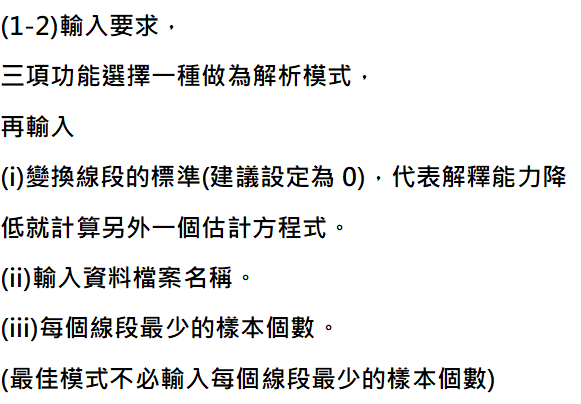 (1-2)輸入要求，
三項功能選擇一種做為解析模式，
再輸入
(i)變換線段的標準(建議設定為 0)，代表解釋能力降
低就計算另外一個估計方程式。
(ii)輸入資料檔案名稱。
(iii)每個線段最少的樣本個數。
(最佳模式不必輸入每個線段最少的樣本個數)